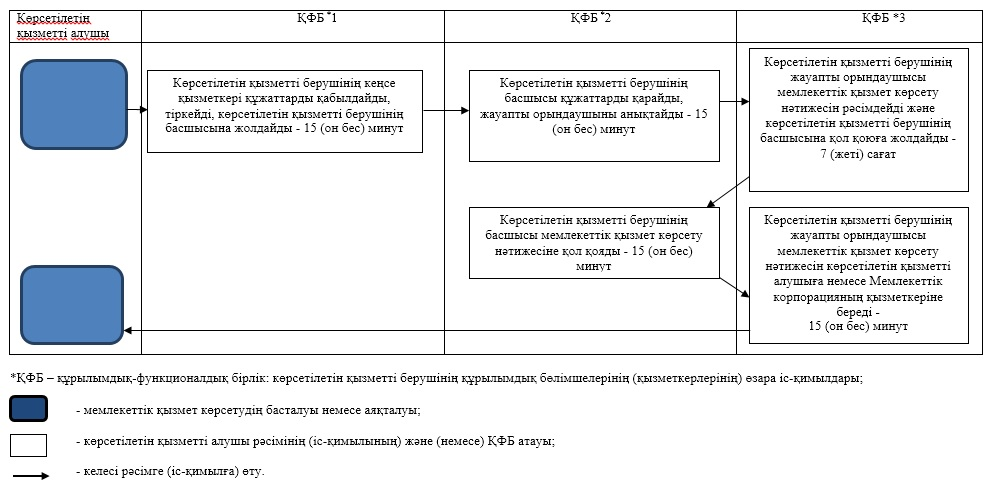 Көрсетілетін
қызметті алушы
ҚФБ *1
ҚФБ *2
ҚФБ *3
Көрсетілетін қызметті берушінің кеңсе
қызметкері құжаттарды қабылдайды,
тіркейді, көрсетілетін қызметті берушінің
басшысына жолдайды - 15 (он бес) минут
Көрсетілетін қызметті берушінің
басшысы құжаттарды қарайды,
жауапты орындаушыны анықтайды - 15
(он бес) минут
Көрсетілетін қызметті берушінің
жауапты орындаушысы
мемлекеттік қызмет көрсету
нәтижесін рәсімдейді және
көрсетілетін қызметті берушінің
басшысына қол қоюға жолдайды -
7 (жеті) сағат
Көрсетілетін қызметті берушінің
басшысы мемлекеттік қызмет көрсету
нәтижесіне қол қояды - 15 (он бес)
минут
Көрсетілетін қызметті берушінің
жауапты орындаушысы
мемлекеттік қызмет көрсету
нәтижесін көрсетілетін қызметті
алушыға немесе Мемлекеттік
корпорацияның қызметкеріне
береді -
15 (он бес) минут
*ҚФБ – құрылымдық-функционалдық бірлік: көрсетілетін қызметті берушінің құрылымдық бөлімшелерінің (қызметкерлерінің) өзара іс-қимылдары;
- мемлекеттік қызмет көрсетудің басталуы немесе аяқталуы;
- көрсетілетін қызметті алушы рәсімінің (іс-қимылының) және (немесе) ҚФБ атауы;
- келесі рәсімге (іс-қимылға) өту.